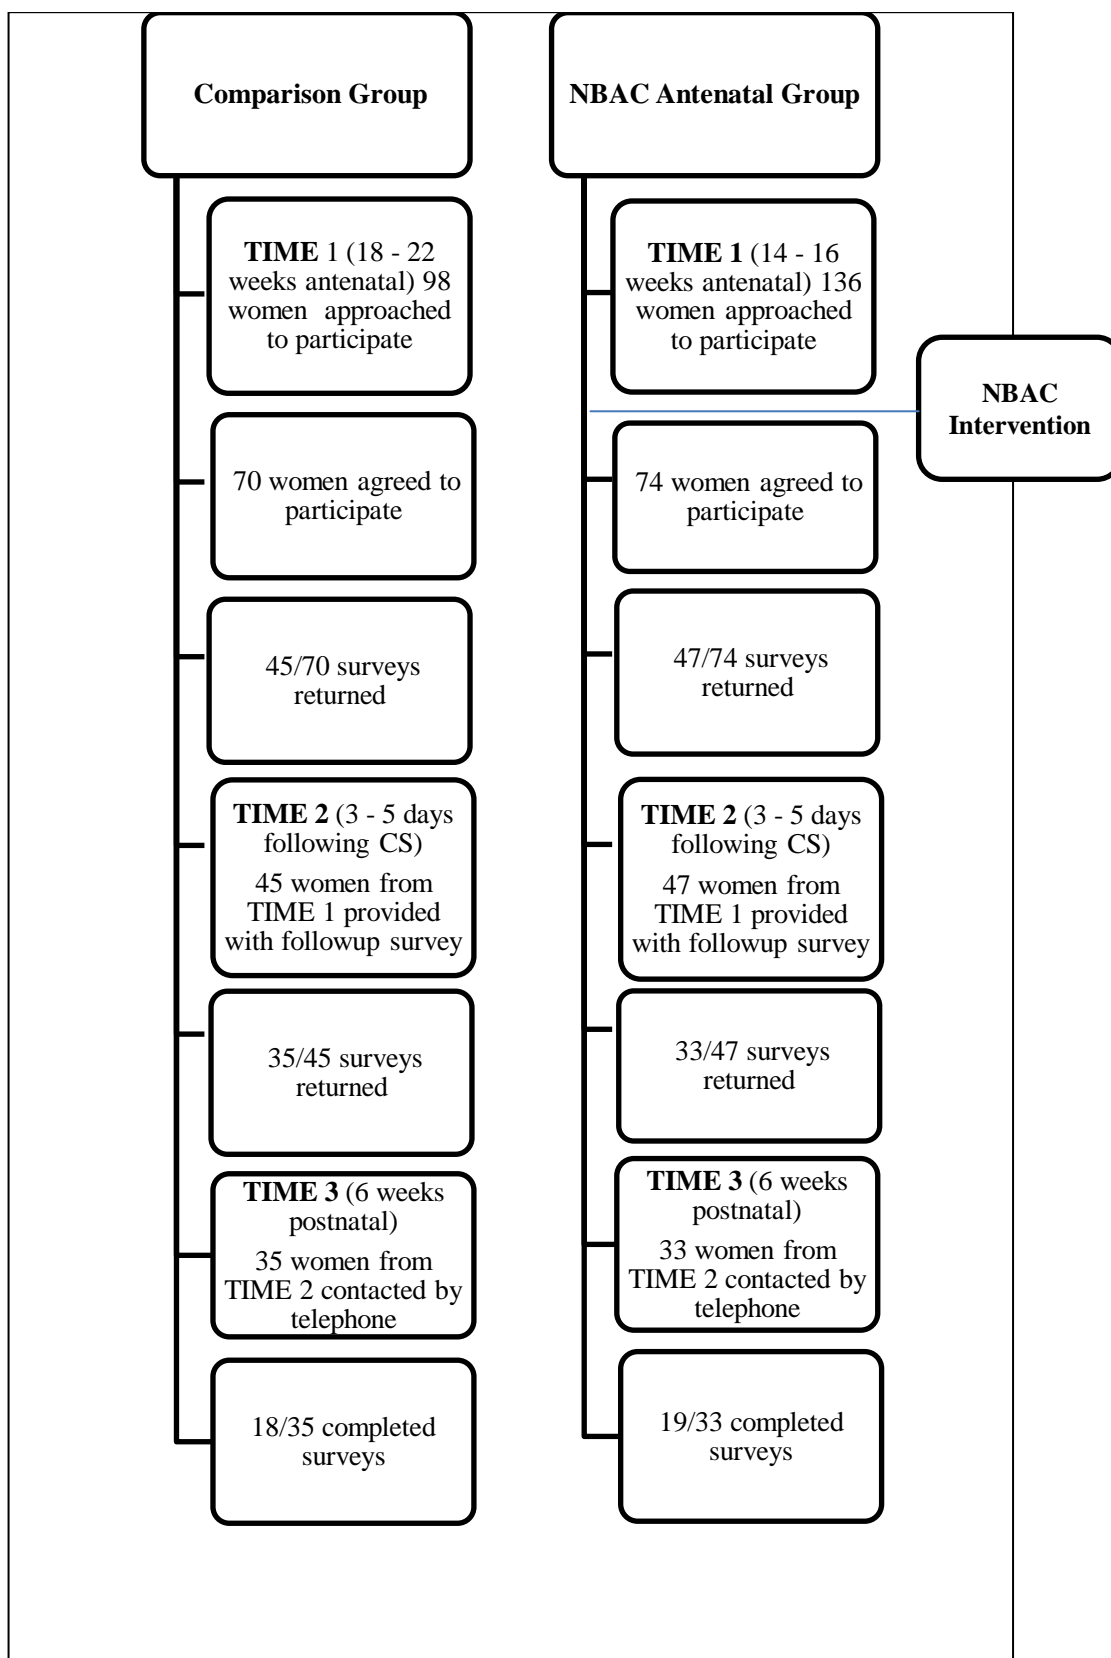 Comparison Group
TIME 1 (18 - 22
weeks antenatal) 98
women approached
to participate
70 women agreed to
participate
45/70 surveys
returned
TIME 2 (3 - 5 days
following CS)
45 women from
TIME 1 provided
with followup survey
35/45 surveys
returned
TIME 3 (6 weeks
postnatal)
35 women from
TIME 2 contacted by
telephone
18/35 completed
surveys
NBAC Antenatal Group
TIME 1 (14 - 16
weeks antenatal) 136
women approached
to participate
NBAC
Intervention
74 women agreed to
participate
47/74 surveys
returned
TIME 2 (3 - 5 days
following CS)
47 women from
TIME 1 provided
with followup survey
33/47 surveys
returned
TIME 3 (6 weeks
postnatal)
33 women from
TIME 2 contacted by
telephone
19/33 completed
surveys